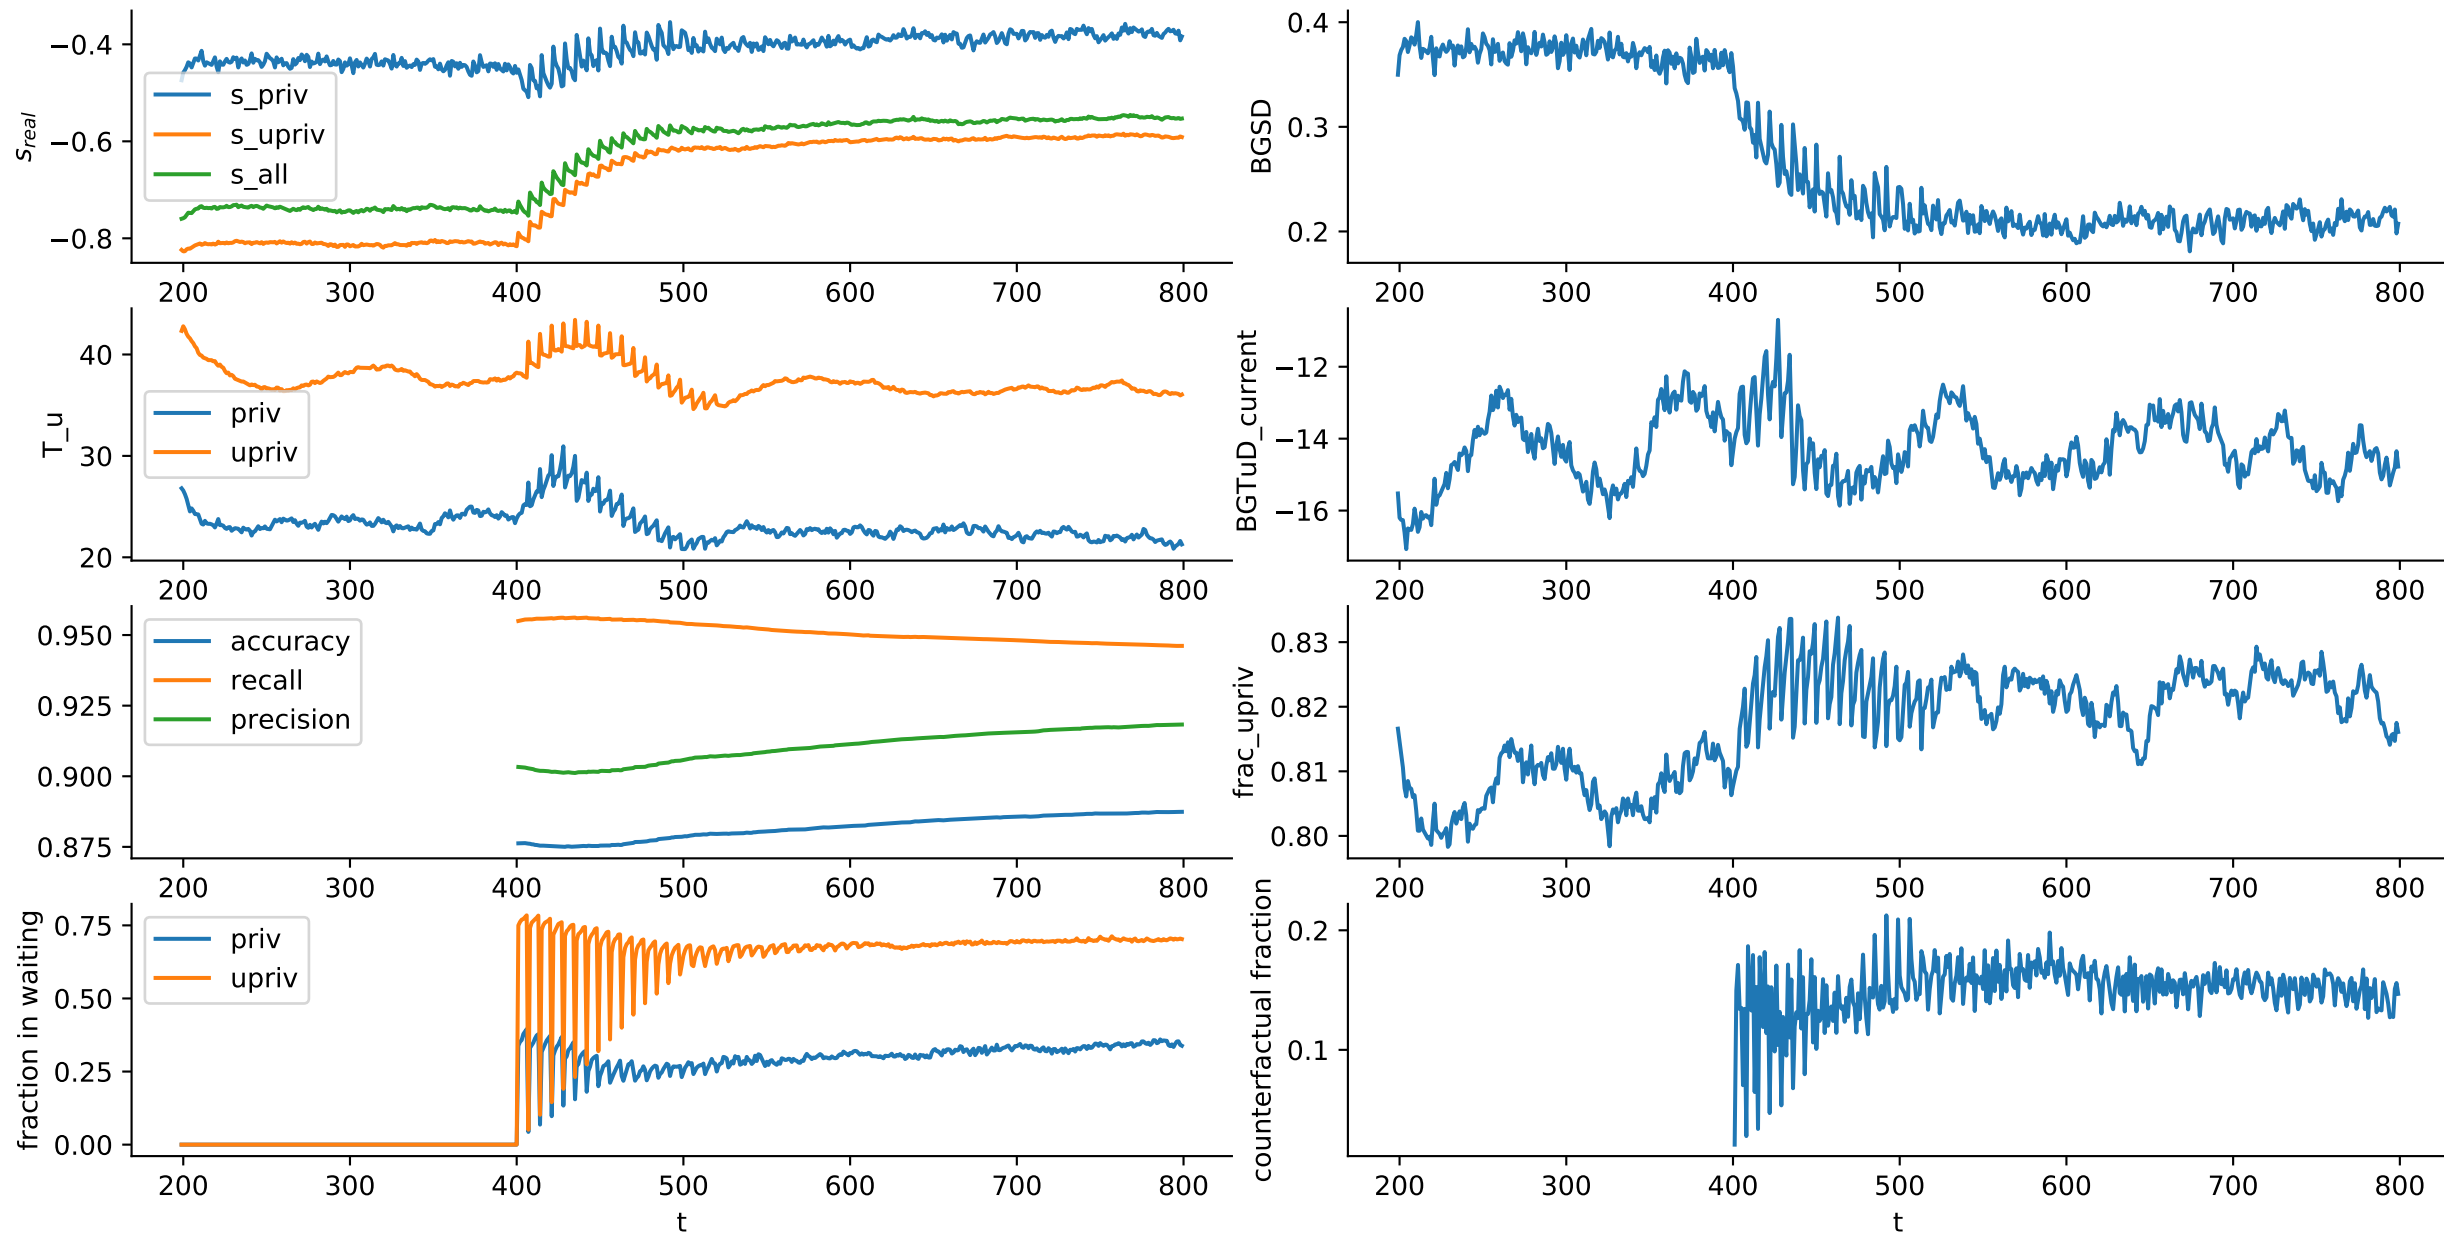 s_real
−0.4
−0.6
−0.8
s_priv
s_upriv
s_all
200 300 400 500 600 700 800
BGSD
0.4
0.3
0.2
200 300 400 500 600 700 800
T_u
40
30
20
priv
upriv
200 300 400 500 600 700 800
BGTuD_current
−12
−14
−16
200 300 400 500 600 700 800
0.950
0.925
0.900
0.875
accuracy
recall
precision
200 300 400 500 600 700 800
frac_upriv
0.83
0.82
0.81
0.80
200 300 400 500 600 700 800
fraction in waiting
0.75
0.50
0.25
0.00
priv
upriv
200 300 400 500 600 700 800
t
counterfactual fraction
0.2
0.1
200 300 400 500 600 700 800
t